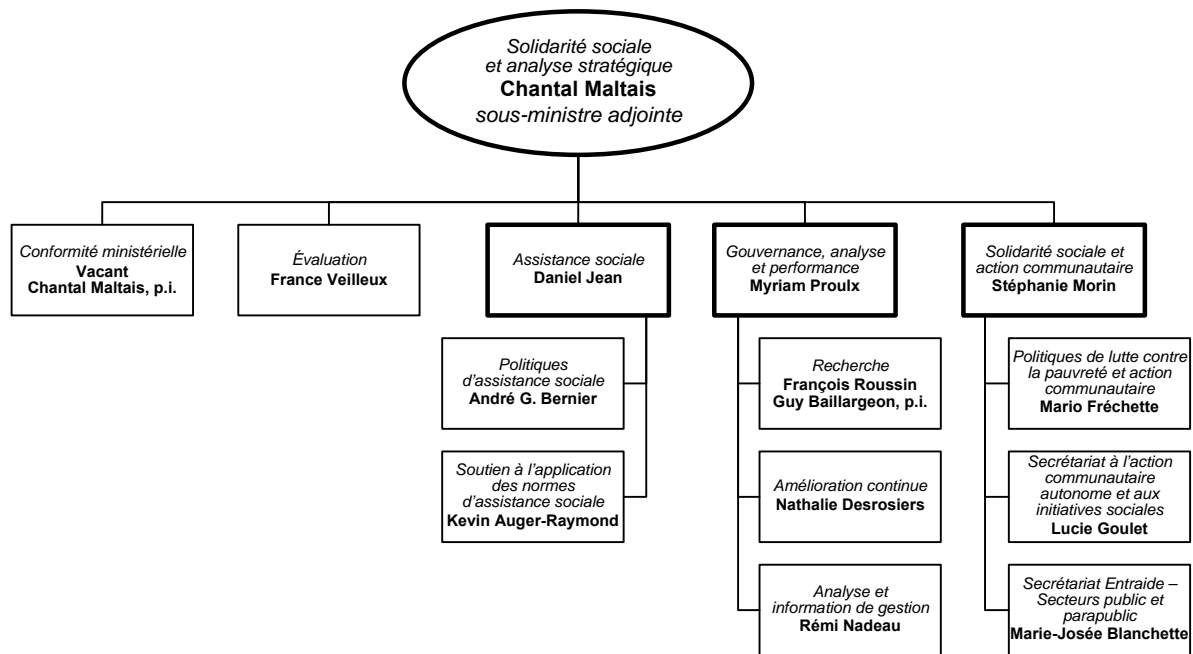 Solidarité sociale
et analyse stratégique
Chantal Maltais
sous-ministre adjointe
Conformité ministérielle
Vacant
Chantal Maltais, p.i.
Évaluation
France Veilleux
Assistance sociale
Daniel Jean
Gouvernance, analyse
et performance
Myriam Proulx
Solidarité sociale et
action communautaire
Stéphanie Morin
Politiques
d’assistance sociale
André G. Bernier
Recherche
François Roussin
Guy Baillargeon, p.i.
Politiques de lutte contre
la pauvreté et action
communautaire
Mario Fréchette
Soutien à l’application
des normes
d’assistance sociale
Kevin Auger-Raymond
Amélioration continue
Nathalie Desrosiers
Secrétariat à l’action
communautaire
autonome et aux
initiatives sociales
Lucie Goulet
Analyse et
information de gestion
Rémi Nadeau
Secrétariat Entraide –
Secteurs public et
parapublic
Marie-Josée Blanchette